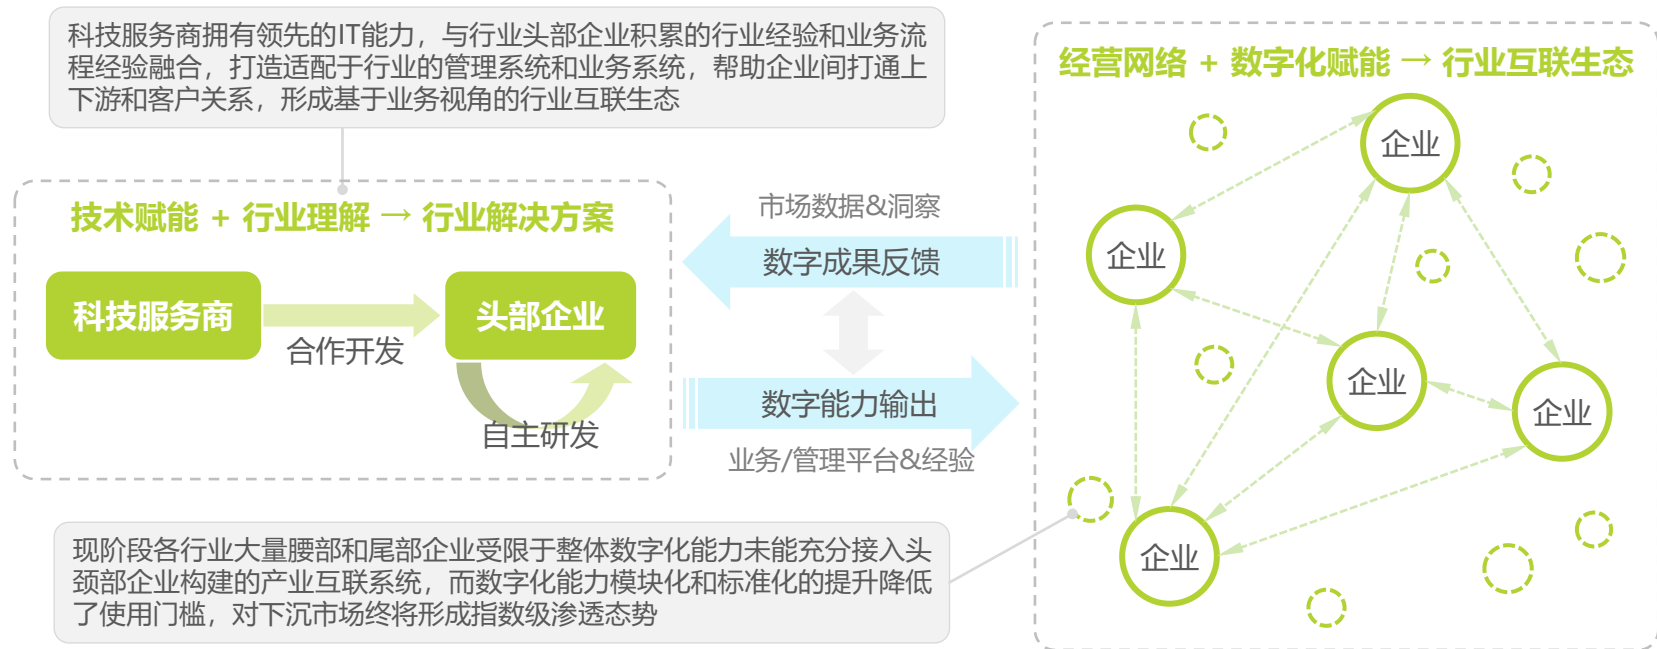 科技服务商拥有领先的IT能力，与行业头部企业积累的行业经验和业务流
程经验融合，打造适配于行业的管理系统和业务系统，帮助企业间打通上
下游和客户关系，形成基于业务视角的行业互联生态
技术赋能 + 行业理解 → 行业解决方案
科技服务商
合作开发
头部企业
自主研发
市场数据&洞察
数字成果反馈
数字能力输出
业务/管理平台&经验
经营网络 + 数字化赋能 → 行业互联生态
企业
企业
企业
企业
企业
现阶段各行业大量腰部和尾部企业受限于整体数字化能力未能充分接入头
颈部企业构建的产业互联系统，而数字化能力模块化和标准化的提升降低
了使用门槛，对下沉市场终将形成指数级渗透态势